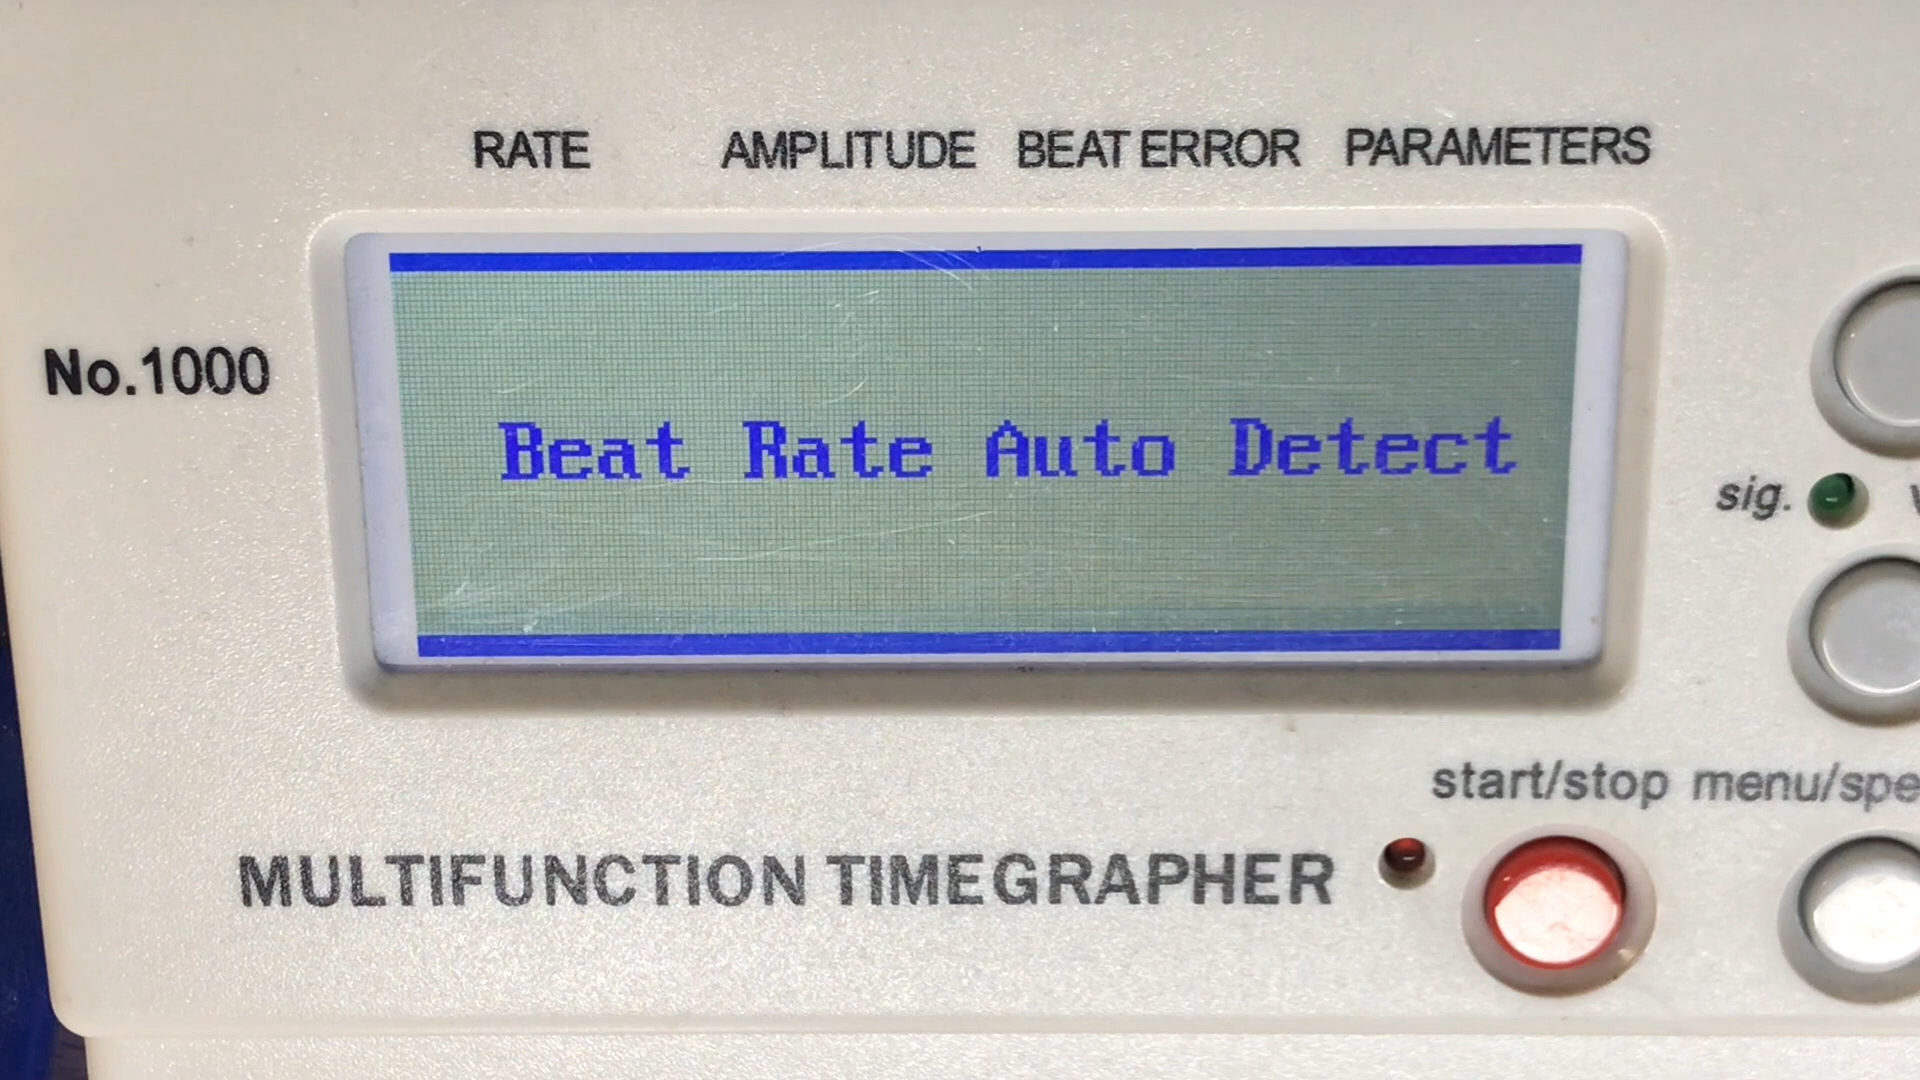 RATE AMPLITUDE BEAT ERROR PARAMETERS
No.1000
Beat Rate Auto Detect
sig.
start/stop menu/spe
MULTIFUNCTION TIMEGRAPHER